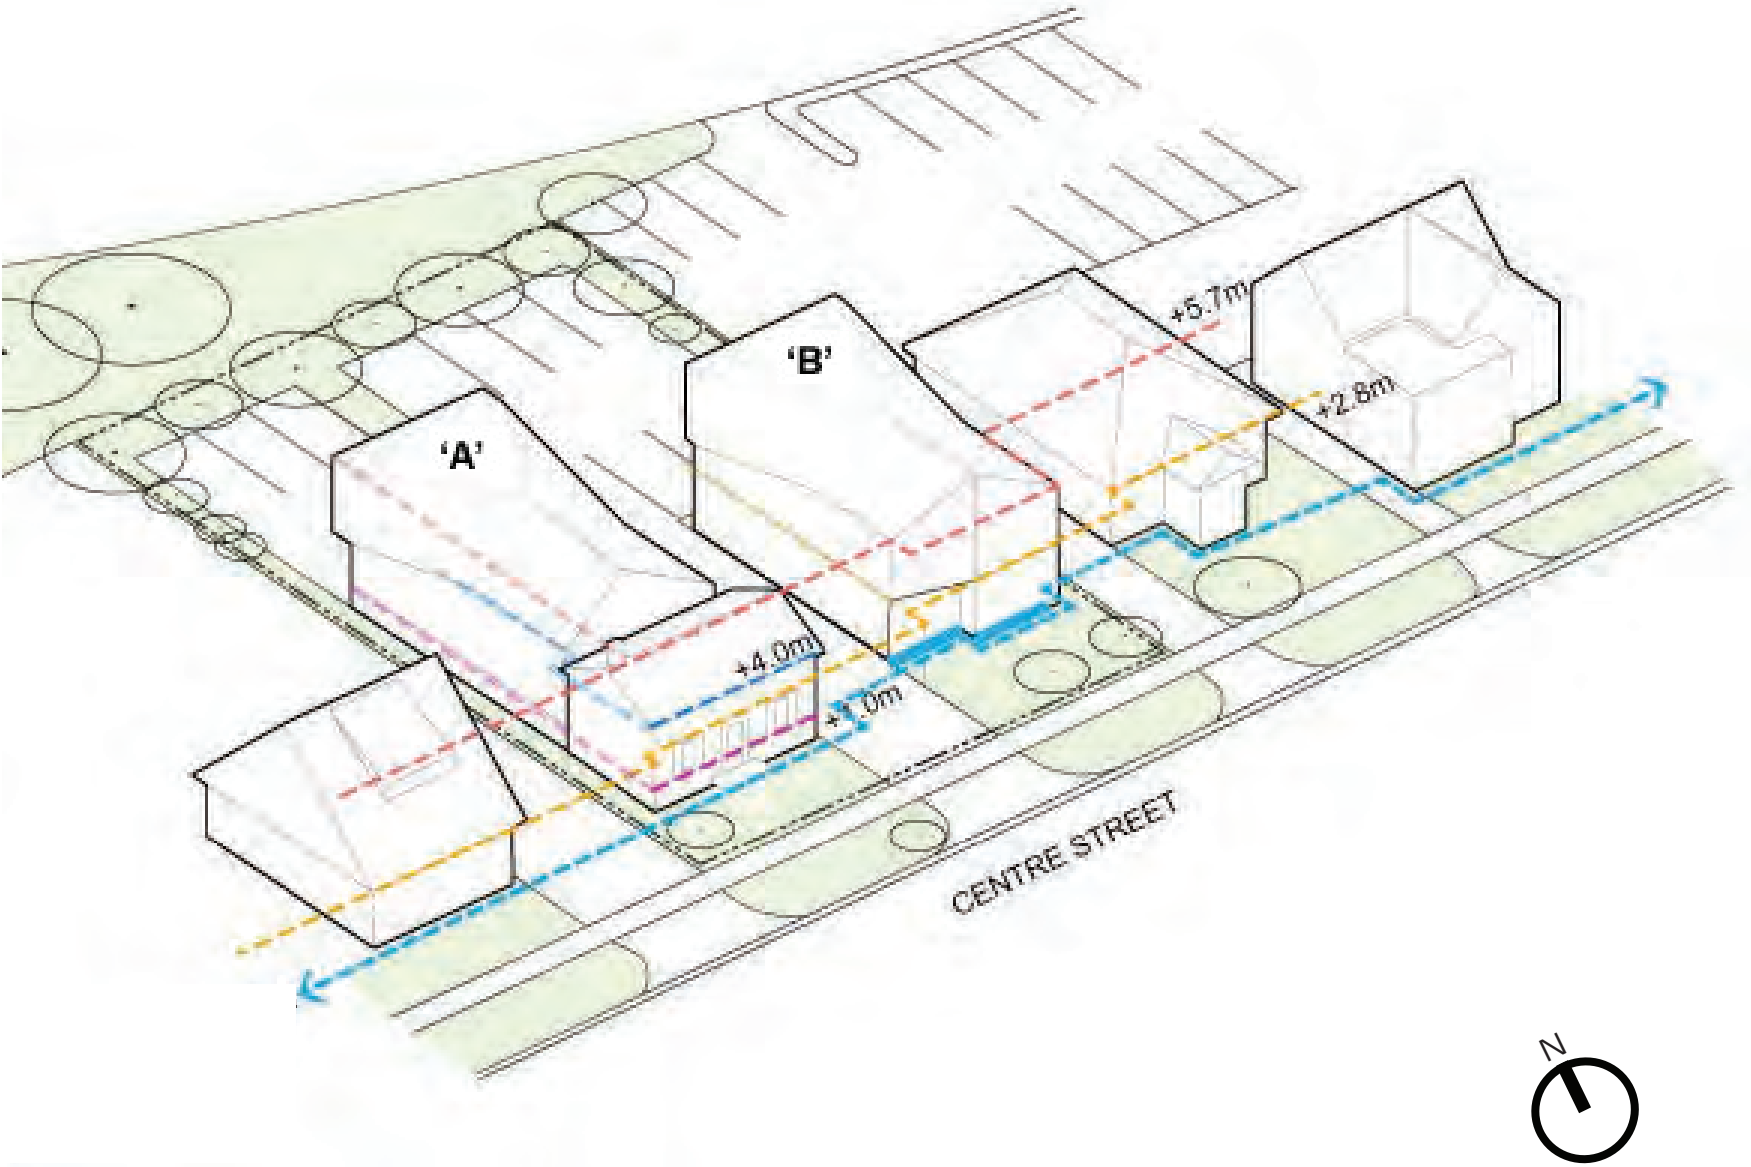 +5.7m
'B'
+2.8m
'A'
+4.0m
+1.0m
CENTRE STREET
N